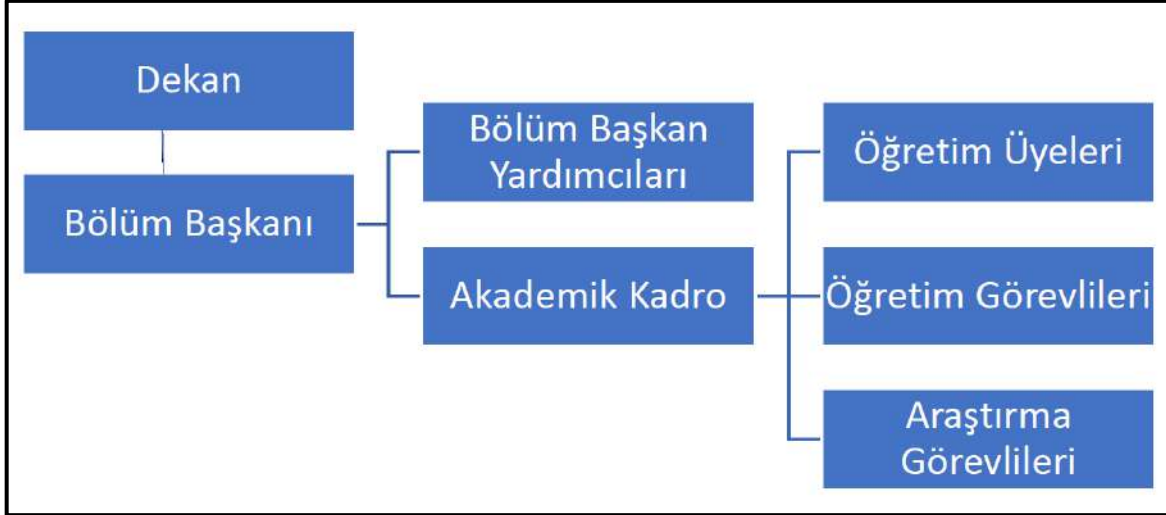 Dekan
Bölüm Başkanı
Bölüm Başkan
Yardımcıları
Akademik Kadro
Öğretim Üyeleri
Öğretim Görevlileri
Araştırma
Görevlileri